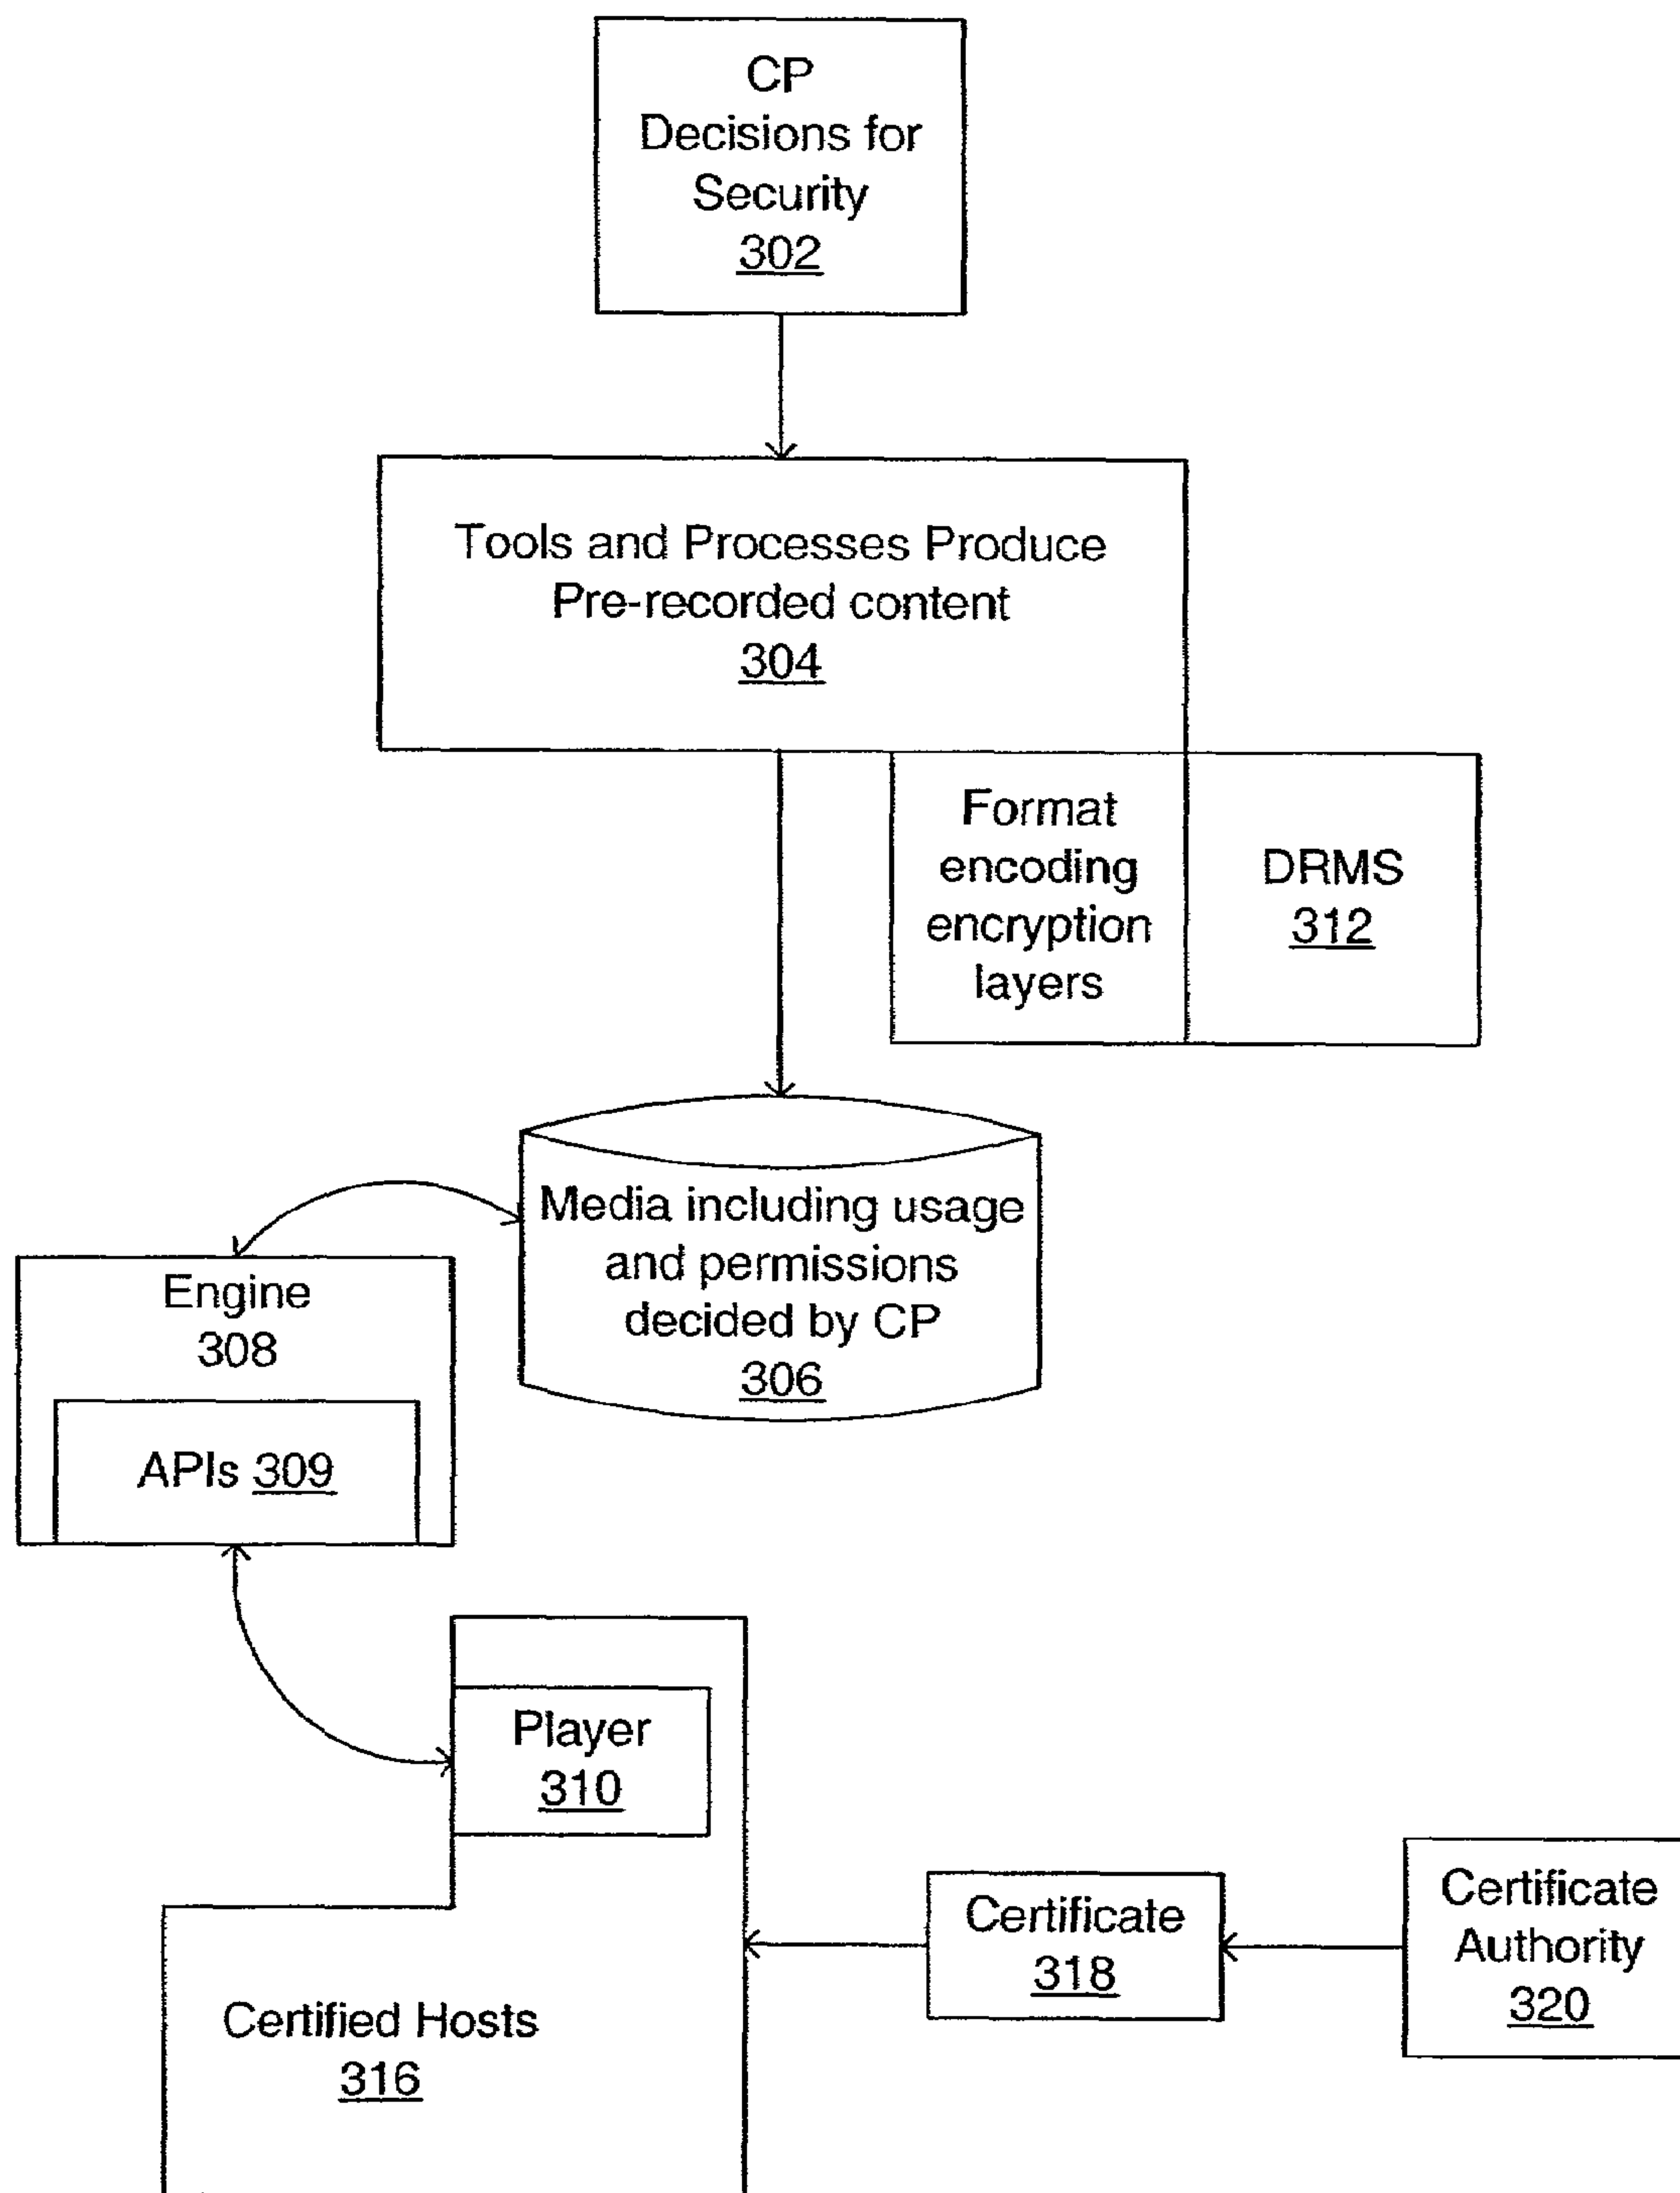 CP
Decisions for
Security
302
Tools and Processes Produce
Pre-recorded content
304
Format
encoding
encryption
layers
DRMS
312
Media including usage
and permissions
decided by CP
306
Engine
308
APIs 309
Player
310
Certificate
318
Certificate
Authority
320
Certified Hosts
316